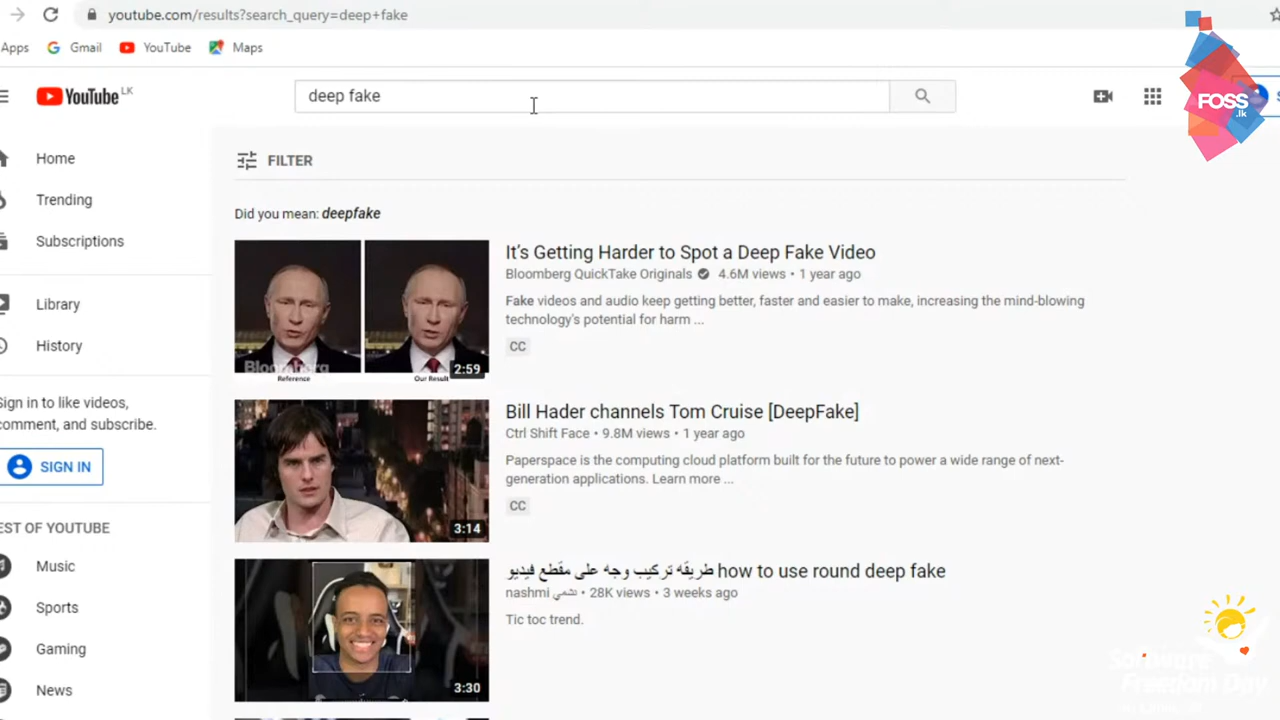 youtube.com/results?search_query=deep+fake
Apps Gmail YouTube Maps
YouTube LK
deep fake
FOSS
.lk
Home
Trending
Subscriptions
Library
History
Sign in to like videos,
comment, and subscribe.
SIGN IN
EST OF YOUTUBE
Music
Sports
Gaming
News
FILTER
Did you mean: deepfake
It's Getting Harder to Spot a Deep Fake Video
Bloomberg QuickTake Originals 4.6M views • 1 year ago
Fake videos and audio keep getting better, faster and easier to make, increasing the mind-blowing
technology's potential for harm ...
CC
Bloomberg
Reference
Our Result
2:59
Bill Hader channels Tom Cruise [DeepFake]
Ctrl Shift Face • 9.8M views • 1 year ago
Paperspace is the computing cloud platform built for the future to power a wide range of next-
generation applications. Learn more ...
CC
3:14
طريقه تركيب وجه على مقطع فيديو how to use round deep fake
nashmi نشمي • 28K views • 3 weeks ago
Tic toc trend.
3:30
Software
Freedom Day